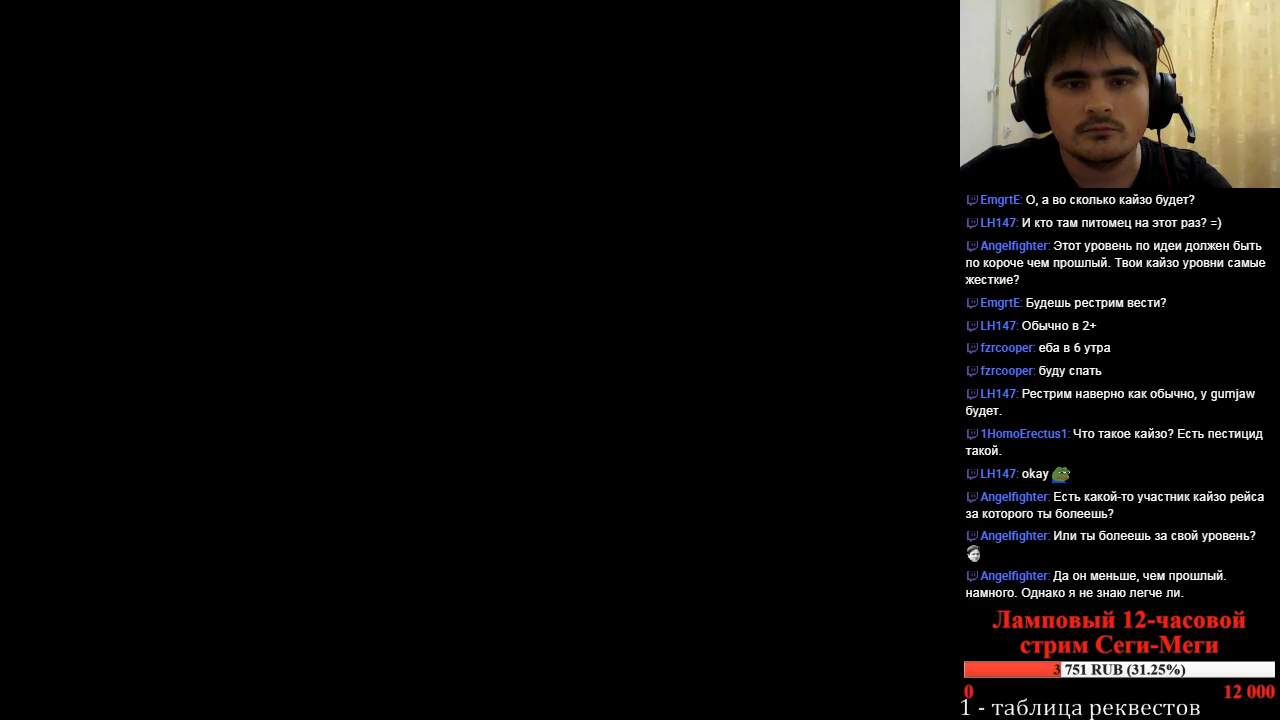 EmgrtE: О, а во сколько кайзо будет?
LH147: И кто там питомец на этот раз? =)
Angelfighter: Этот уровень по идеи должен быть
по короче чем прошлый. Твои кайзо уровни самые
жесткие?
EmgrtE: Будешь рестрим вести?
LH147: Обычно в 2+
fzrcooper: еба в 6 утра
fzrcooper: буду спать
LH147: Рестрим наверно как обычно, у gumjaw
будет.
1HomoErectus1: Что такое кайзо? Есть пестицид
такой.
LH147: okay
Angelfighter: Есть какой-то участник кайзо рейса
за которого ты болеешь?
Angelfighter: Или ты болеешь за свой уровень?
Angelfighter: Да он меньше, чем прошлый.
намного. Однако я не знаю легче ли.
Ламповый 12-часовой
стрим Сеги-Меги
3 751 RUB (31.25%)
0 12 000
1 - таблица реквестов